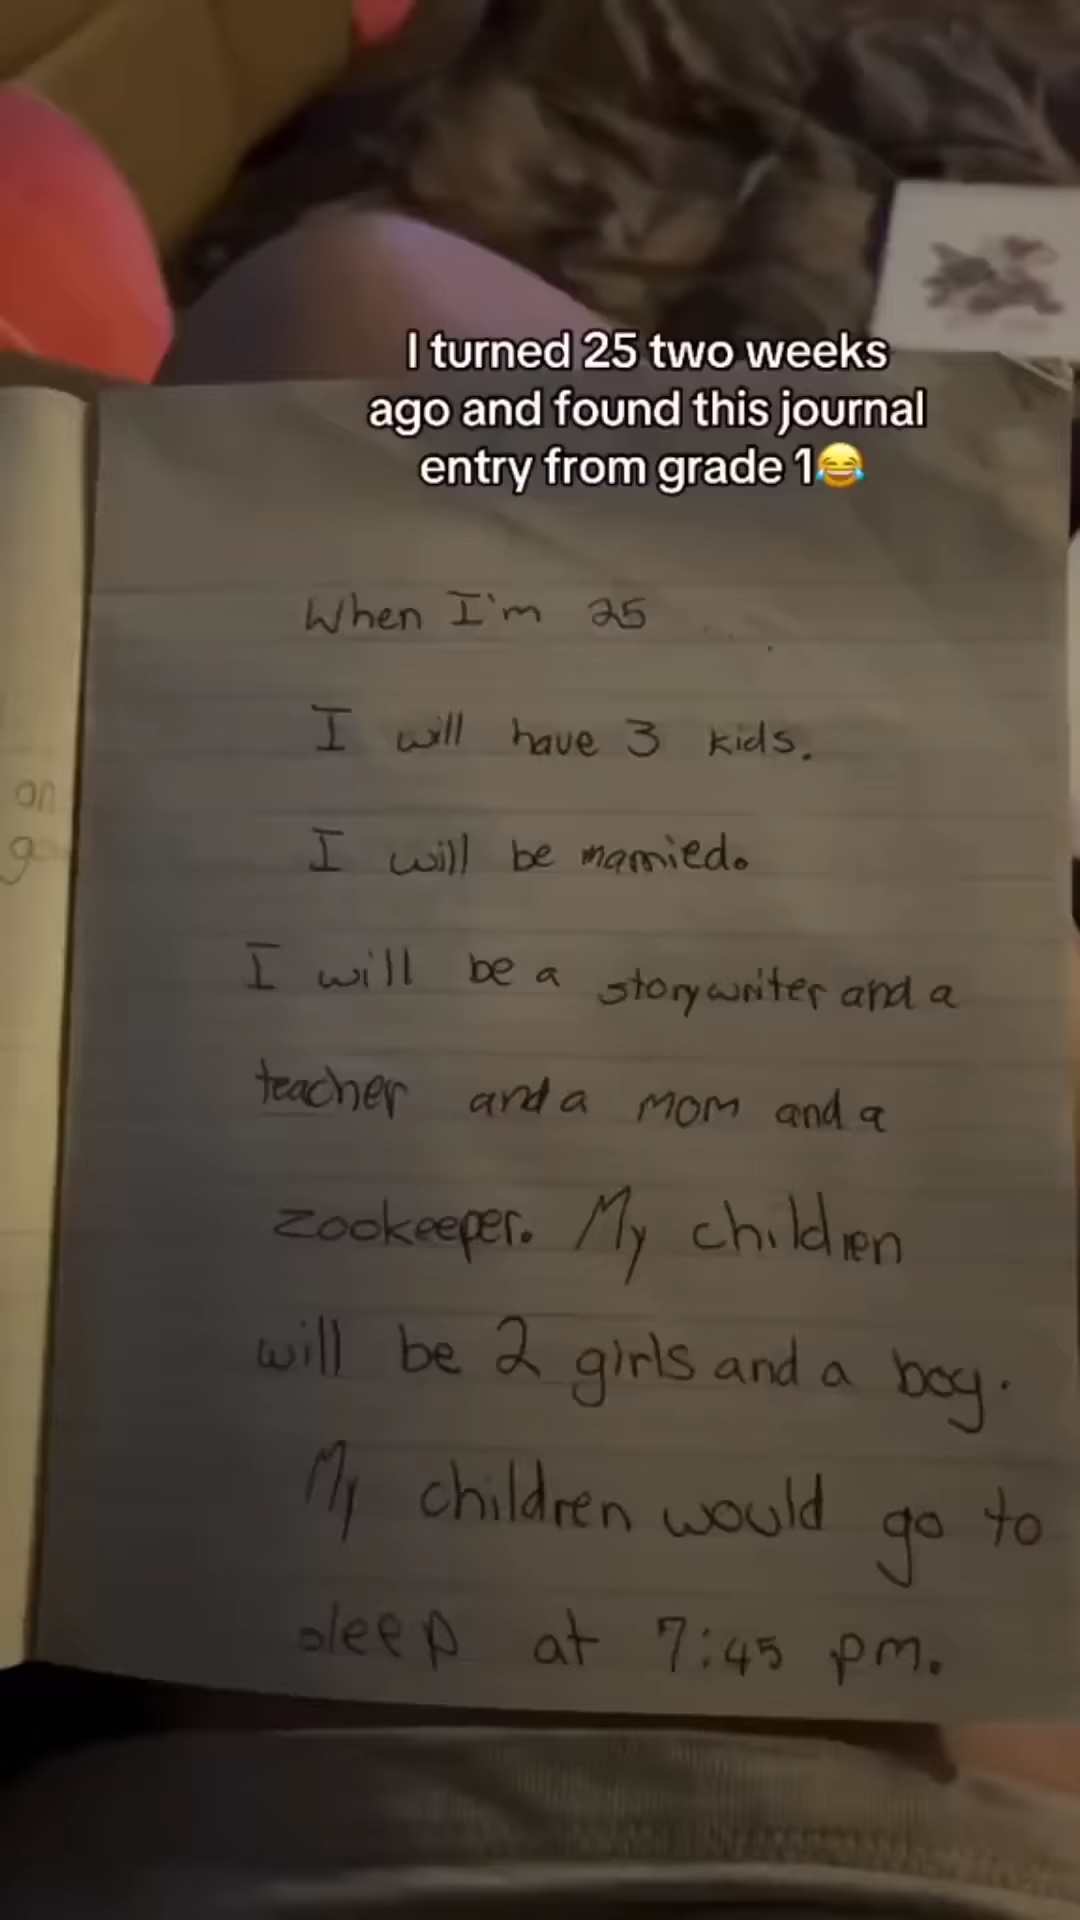 I turned 25 two weeks
ago and found this journal
entry from grade 1😂
When I'm 25 ....
I will have 3 kids.
I will be married.
I will be a storywriter and a
teacher and a mom and a
zookeeper. My children
will be 2 girls and a boy.
My children would go to
sleep at 7:45 pm.
on
go